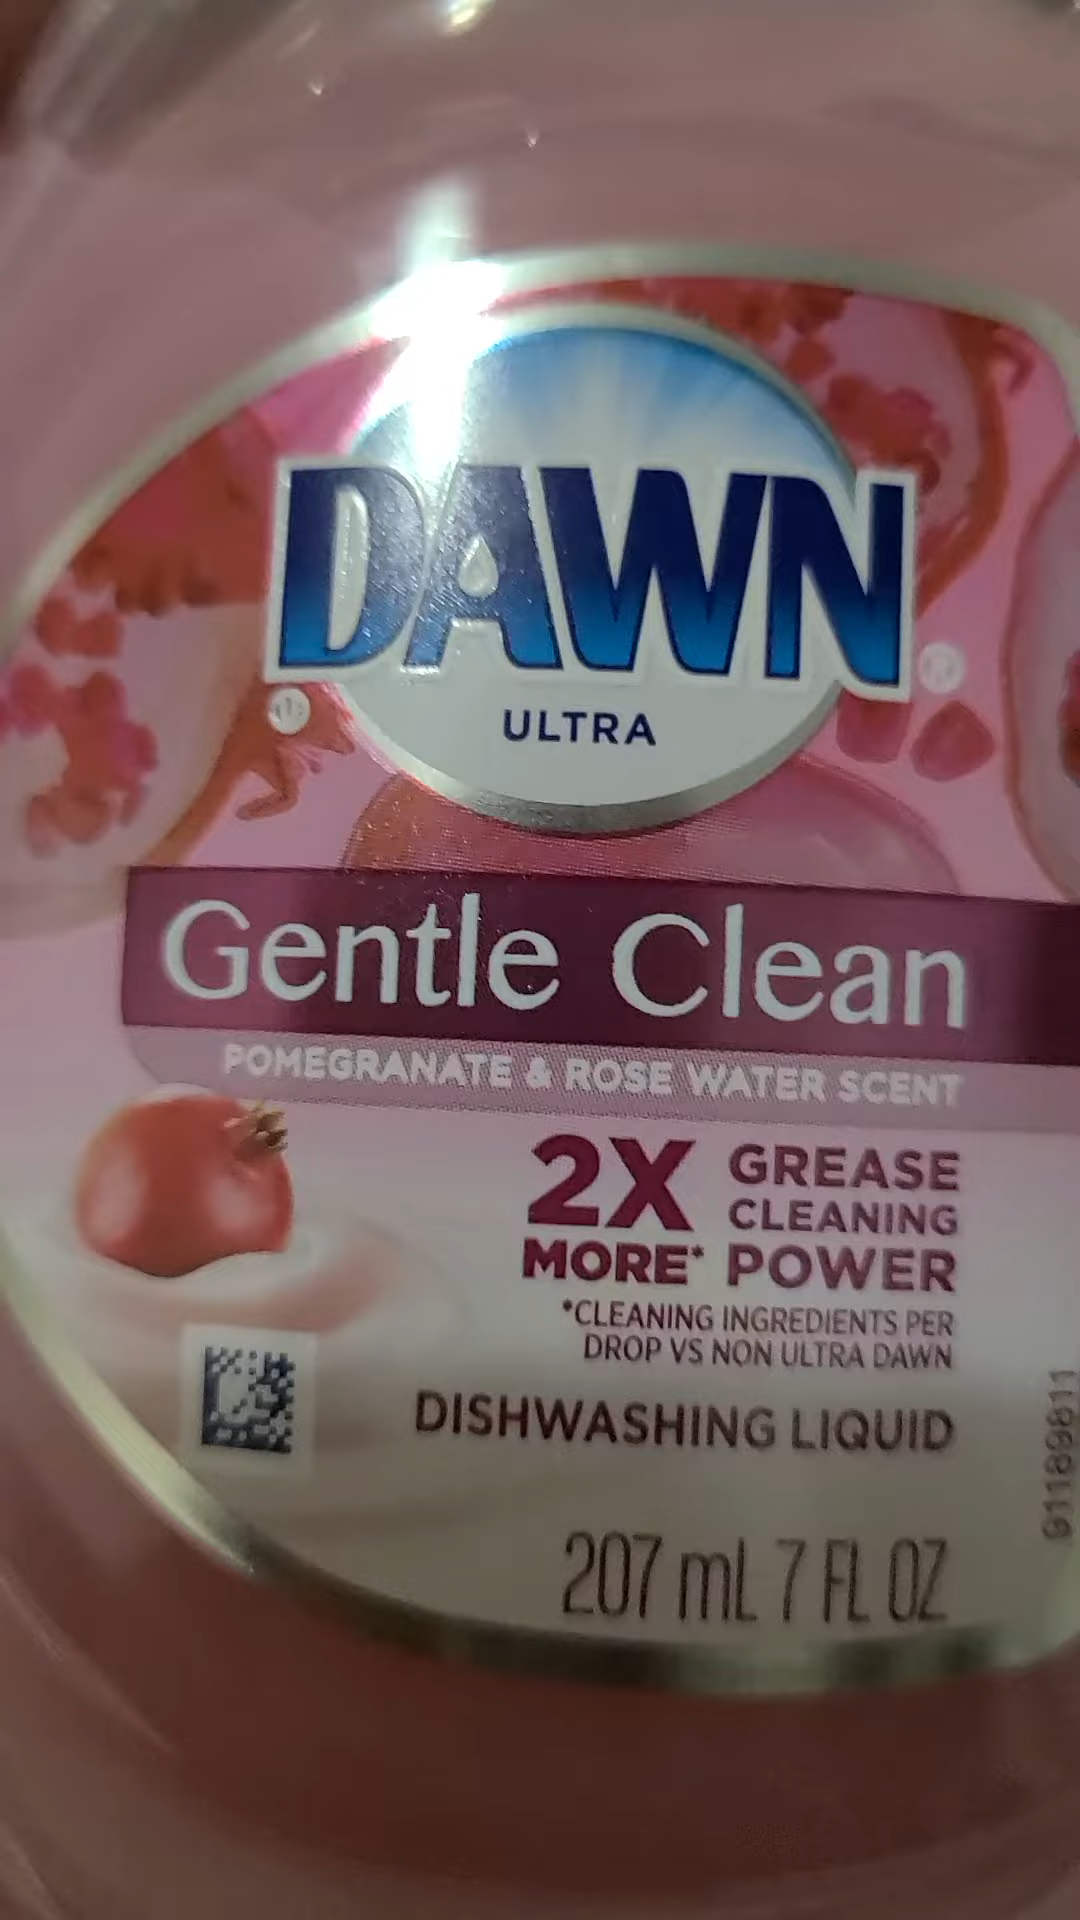 DAWN
®
ULTRA
Gentle Clean
POMEGRANATE & ROSE WATER SCENT
2X GREASE
CLEANING
MORE* POWER
*CLEANING INGREDIENTS PER
DROP VS NON ULTRA DAWN
DISHWASHING LIQUID
207 mL 7 FL OZ
91189811